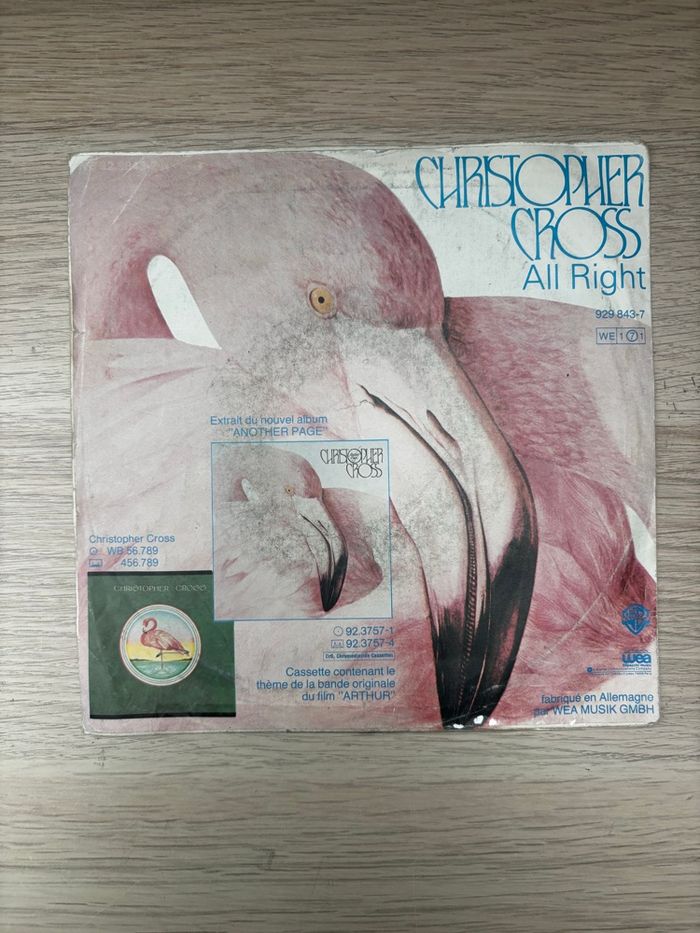 CHRISTOPHER
CROSS
All Right
929 843-7
WE 1 7 1
Extrait du nouvel album
"ANOTHER PAGE"
CHRISTOPHER
CROSS
Christopher Cross
WB 56.789
456.789
CHRISTOPHER CROSS
92.3757-1
92.3757-4
Cassette contenant le
thème de la bande originale
du film "ARTHUR"
wea
fabriqué en Allemagne
par WEA MUSIK GMBH